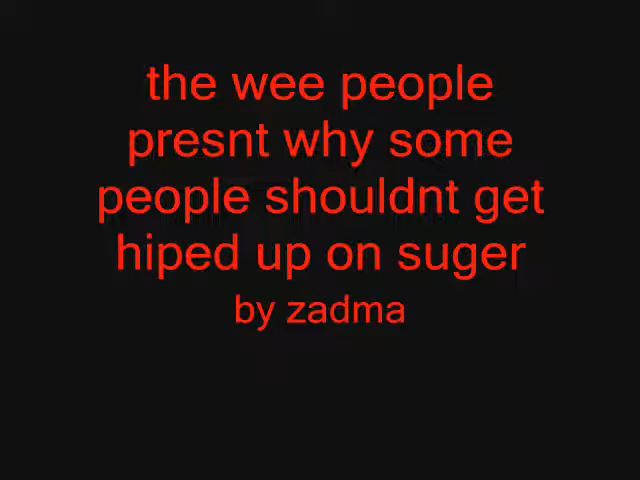 the wee people
presnt why some
people shouldnt get
hiped up on suger
by zadma